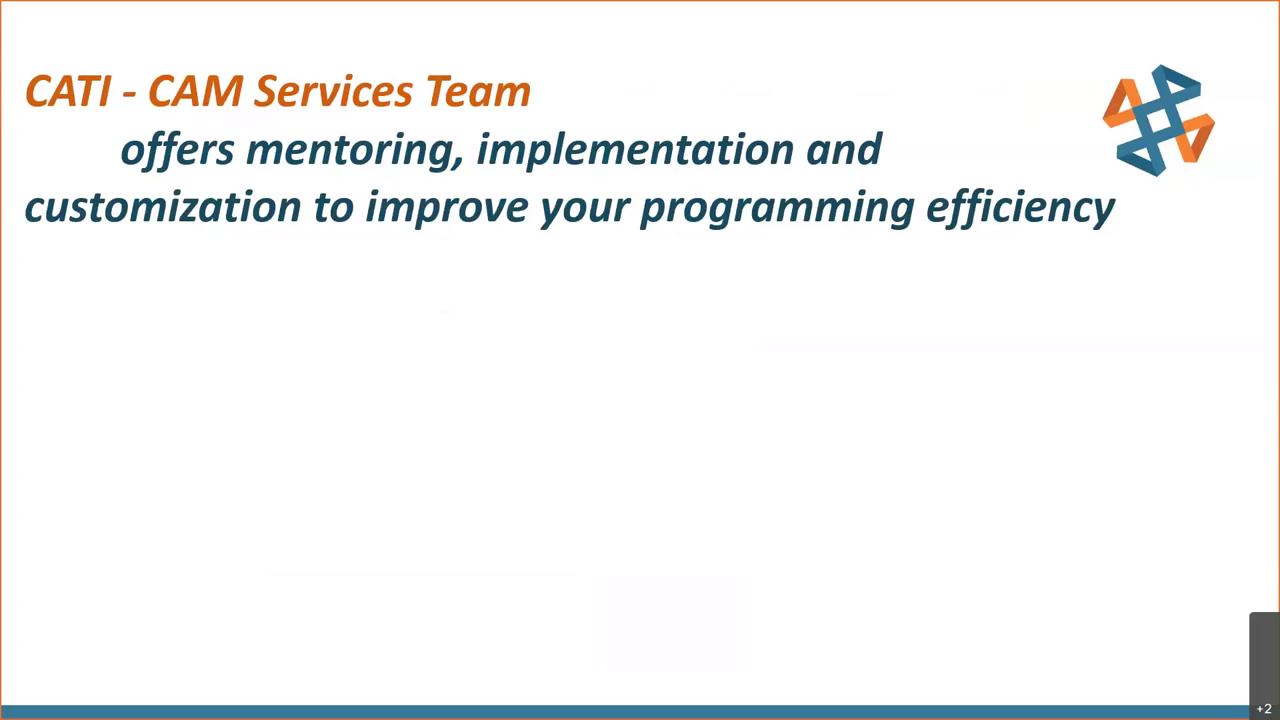 CATI - CAM Services Team
offers mentoring, implementation and
customization to improve your programming efficiency
+2